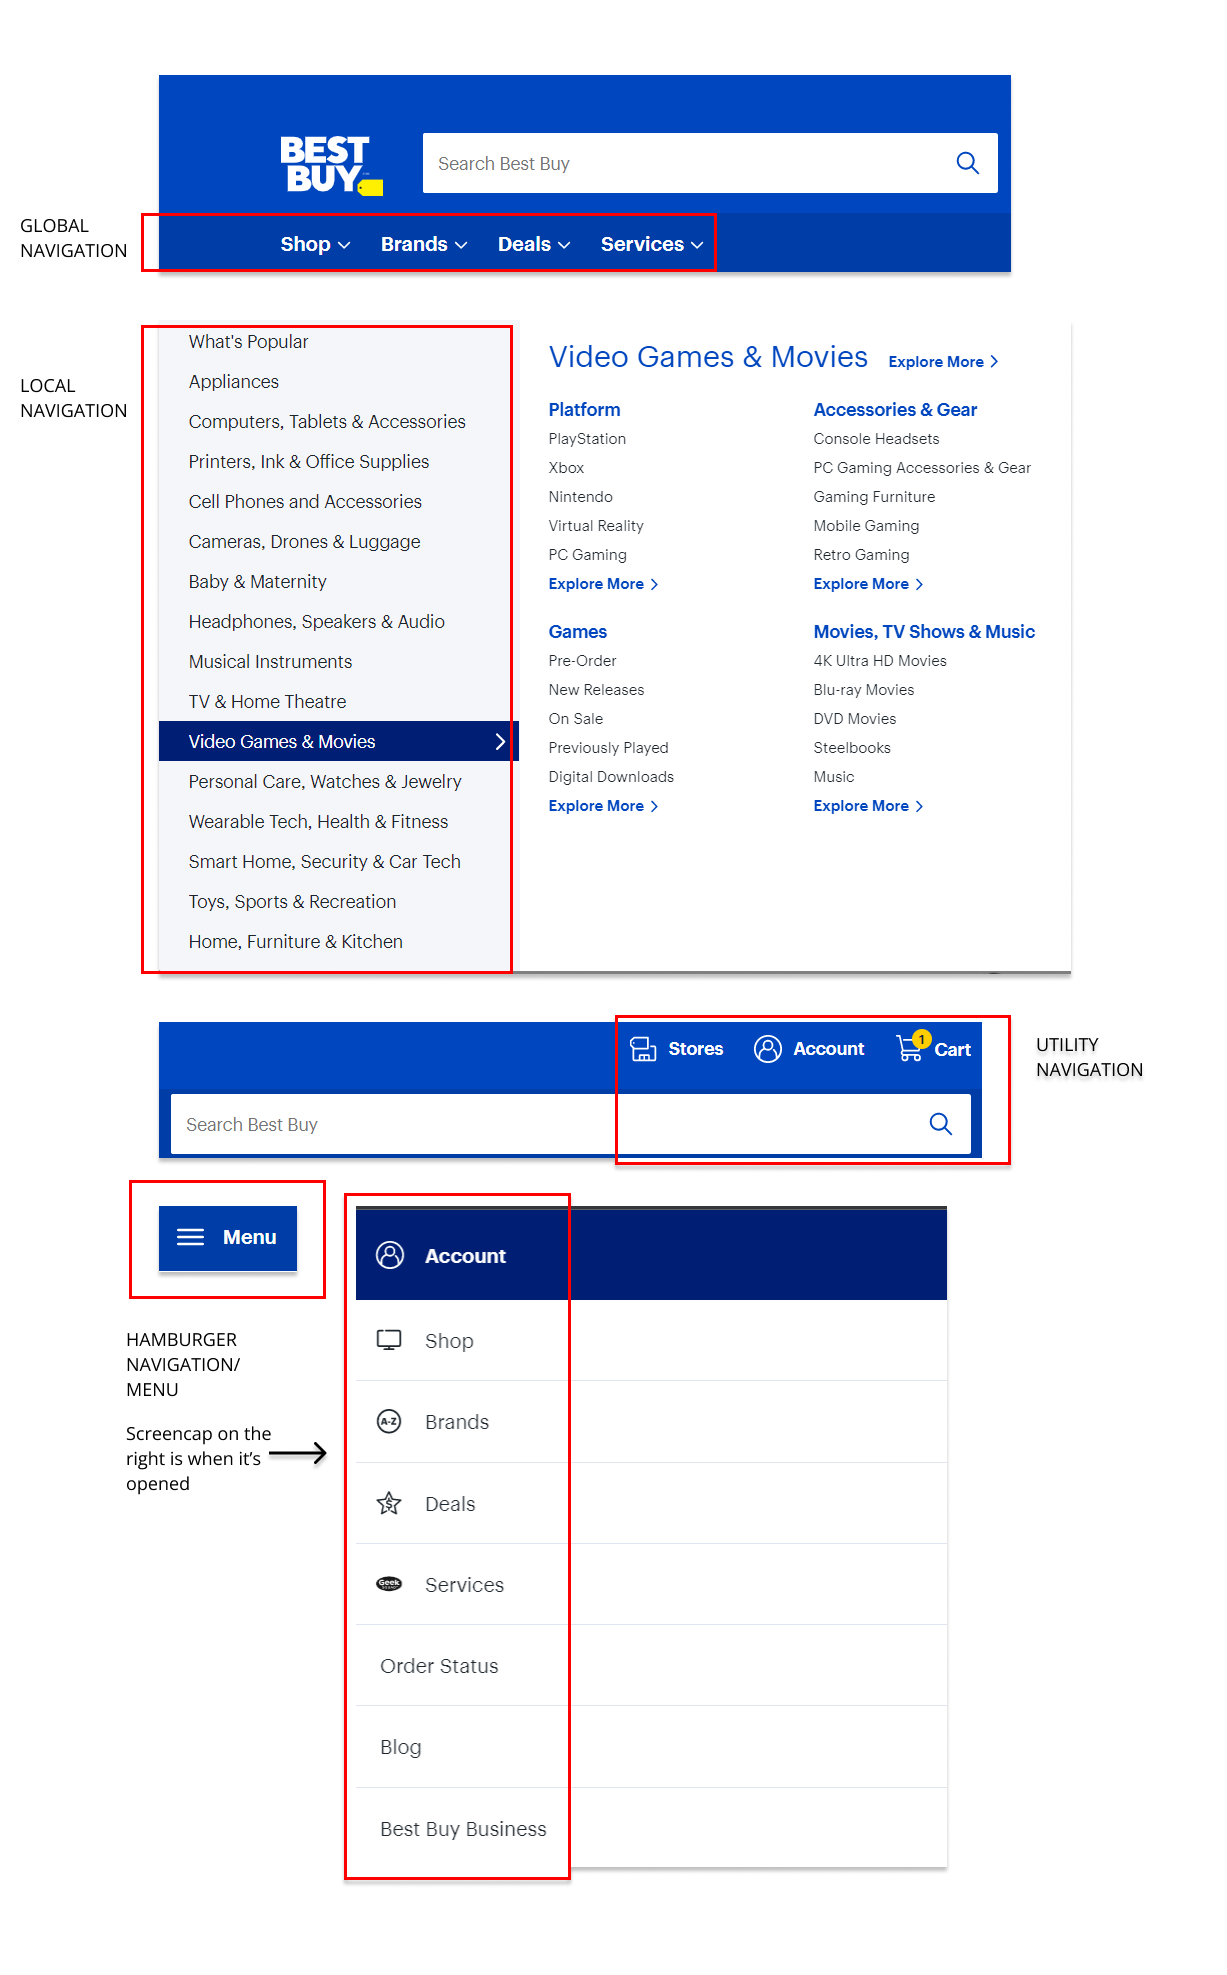 BEST
BUY
Search Best Buy
GLOBAL
NAVIGATION
Shop
Brands
Deals
Services
LOCAL
NAVIGATION
What's Popular
Appliances
Computers, Tablets & Accessories
Printers, Ink & Office Supplies
Cell Phones and Accessories
Cameras, Drones & Luggage
Baby & Maternity
Headphones, Speakers & Audio
Musical Instruments
TV & Home Theatre
Video Games & Movies
Personal Care, Watches & Jewelry
Wearable Tech, Health & Fitness
Smart Home, Security & Car Tech
Toys, Sports & Recreation
Home, Furniture & Kitchen
Video Games & Movies
Explore More
Platform
PlayStation
Xbox
Nintendo
Virtual Reality
PC Gaming
Explore More
Accessories & Gear
Console Headsets
PC Gaming Accessories & Gear
Gaming Furniture
Mobile Gaming
Retro Gaming
Explore More
Games
Pre-Order
New Releases
On Sale
Previously Played
Digital Downloads
Explore More
Movies, TV Shows & Music
4K Ultra HD Movies
Blu-ray Movies
DVD Movies
Steelbooks
Music
Explore More
Stores
Account
1
Cart
Search Best Buy
UTILITY
NAVIGATION
Menu
HAMBURGER
NAVIGATION/
MENU
Screencap on the
right is when it's
opened
Account
Shop
A-Z
Brands
Deals
Geek
Services
Order Status
Blog
Best Buy Business